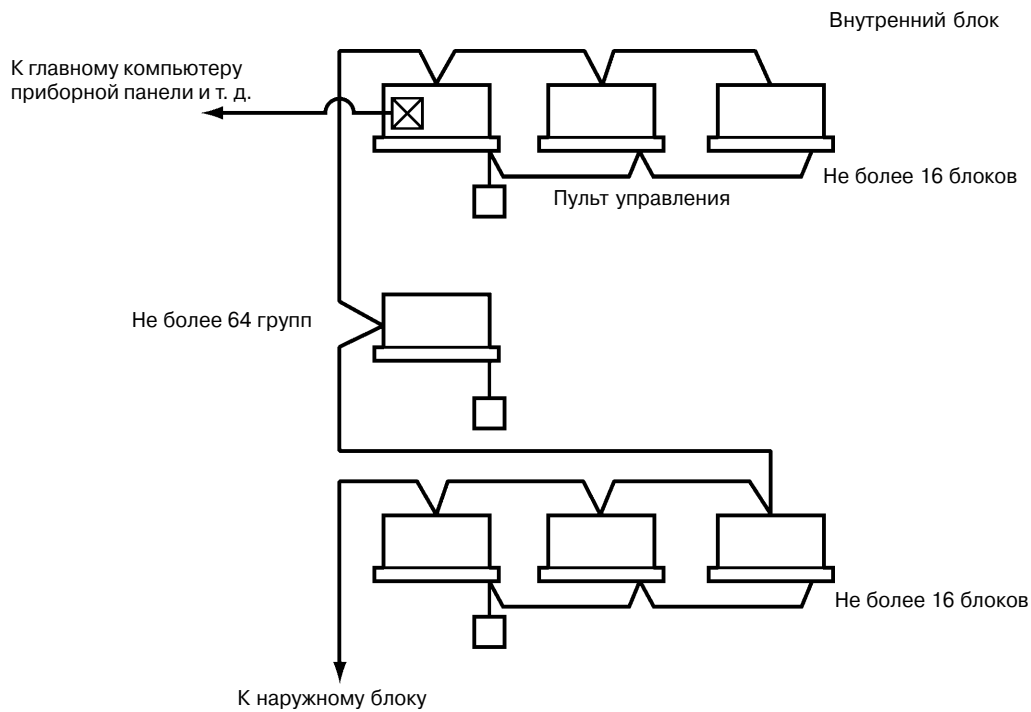 Внутренний блок
К главному компьютеру
приборной панели и т. д.
Не более 16 блоков
Пульт управления
Не более 64 групп
Не более 16 блоков
К наружному блоку